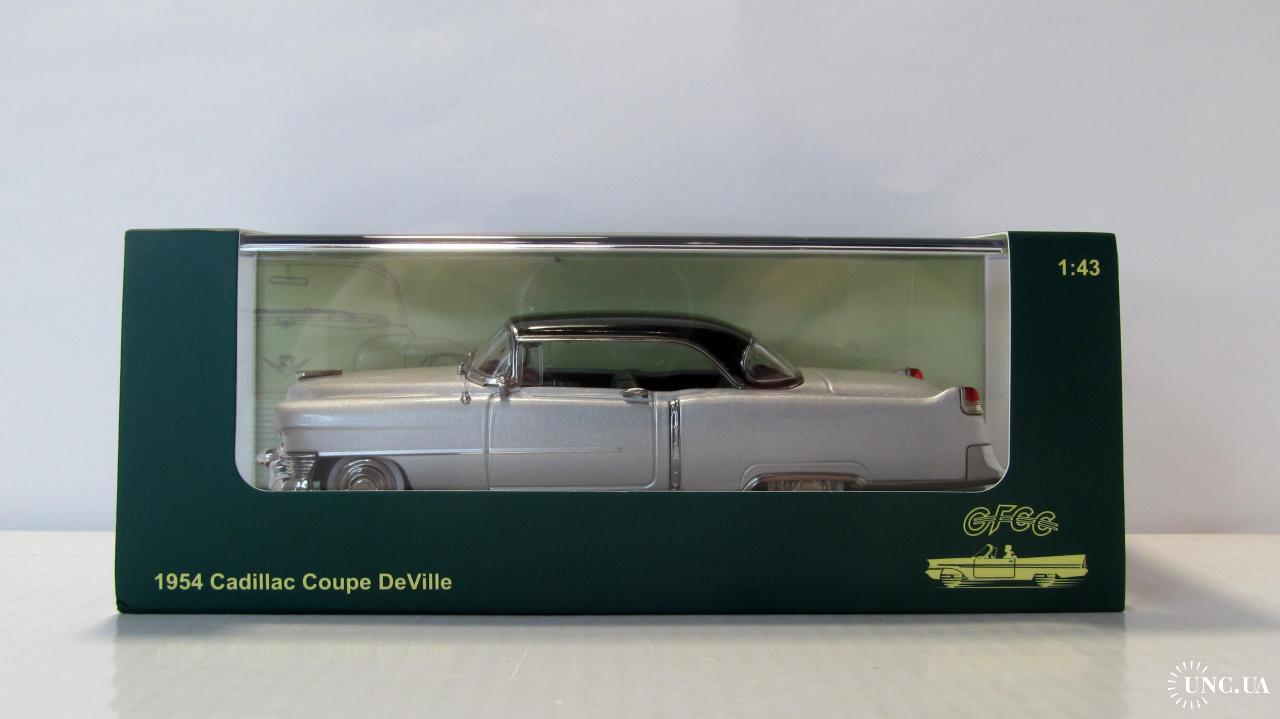 1:43
GFCC
1954 Cadillac Coupe DeVille
UNC.UA